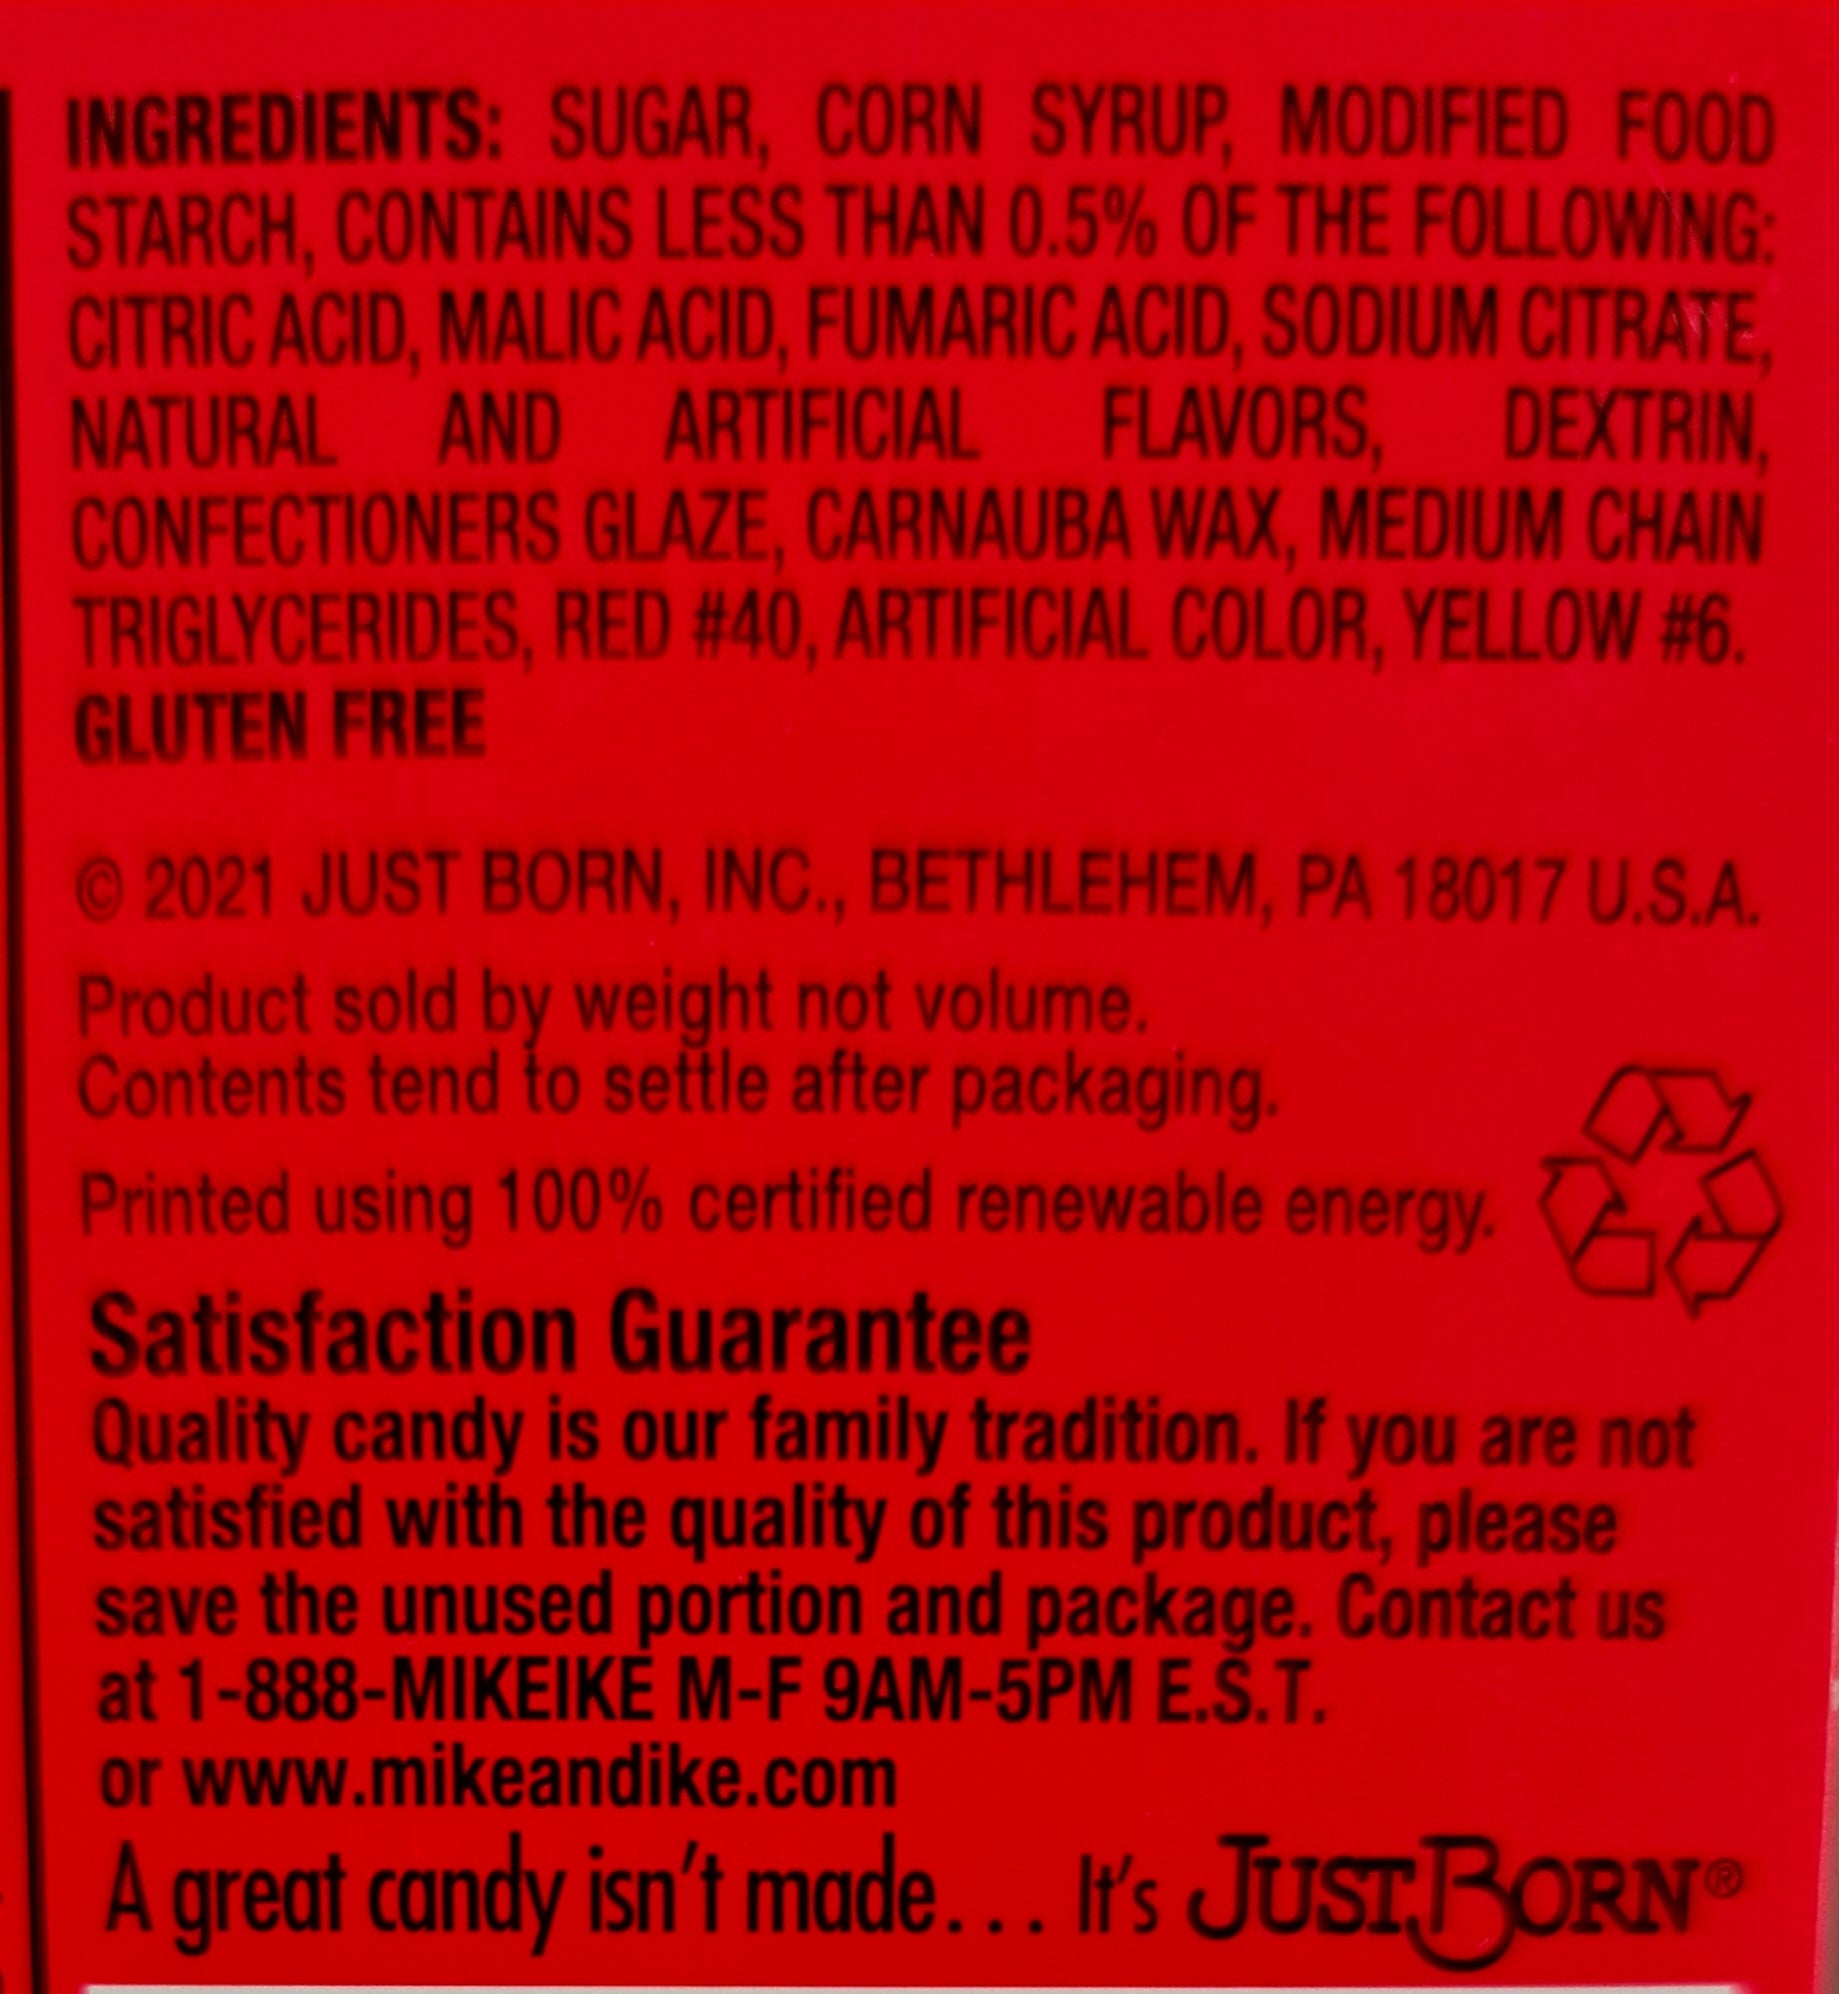 INGREDIENTS: SUGAR, CORN SYRUP, MODIFIED FOOD
STARCH, CONTAINS LESS THAN 0.5% OF THE FOLLOWING:
CITRIC ACID, MALIC ACID, FUMARIC ACID, SODIUM CITRATE,
NATURAL AND ARTIFICIAL FLAVORS, DEXTRIN,
CONFECTIONERS GLAZE, CARNAUBA WAX, MEDIUM CHAIN
TRIGLYCERIDES, RED #40, ARTIFICIAL COLOR, YELLOW #6.
GLUTEN FREE
© 2021 JUST BORN, INC., BETHLEHEM, PA 18017 U.S.A.
Product sold by weight not volume.
Contents tend to settle after packaging.
Printed using 100% certified renewable energy.
Satisfaction Guarantee
Quality candy is our family tradition. If you are not
satisfied with the quality of this product, please
save the unused portion and package. Contact us
at 1-888-MIKEIKE M-F 9AM-5PM E.S.T.
or www.mikeandike.com
A great candy isn't made... It's JUST BORN®